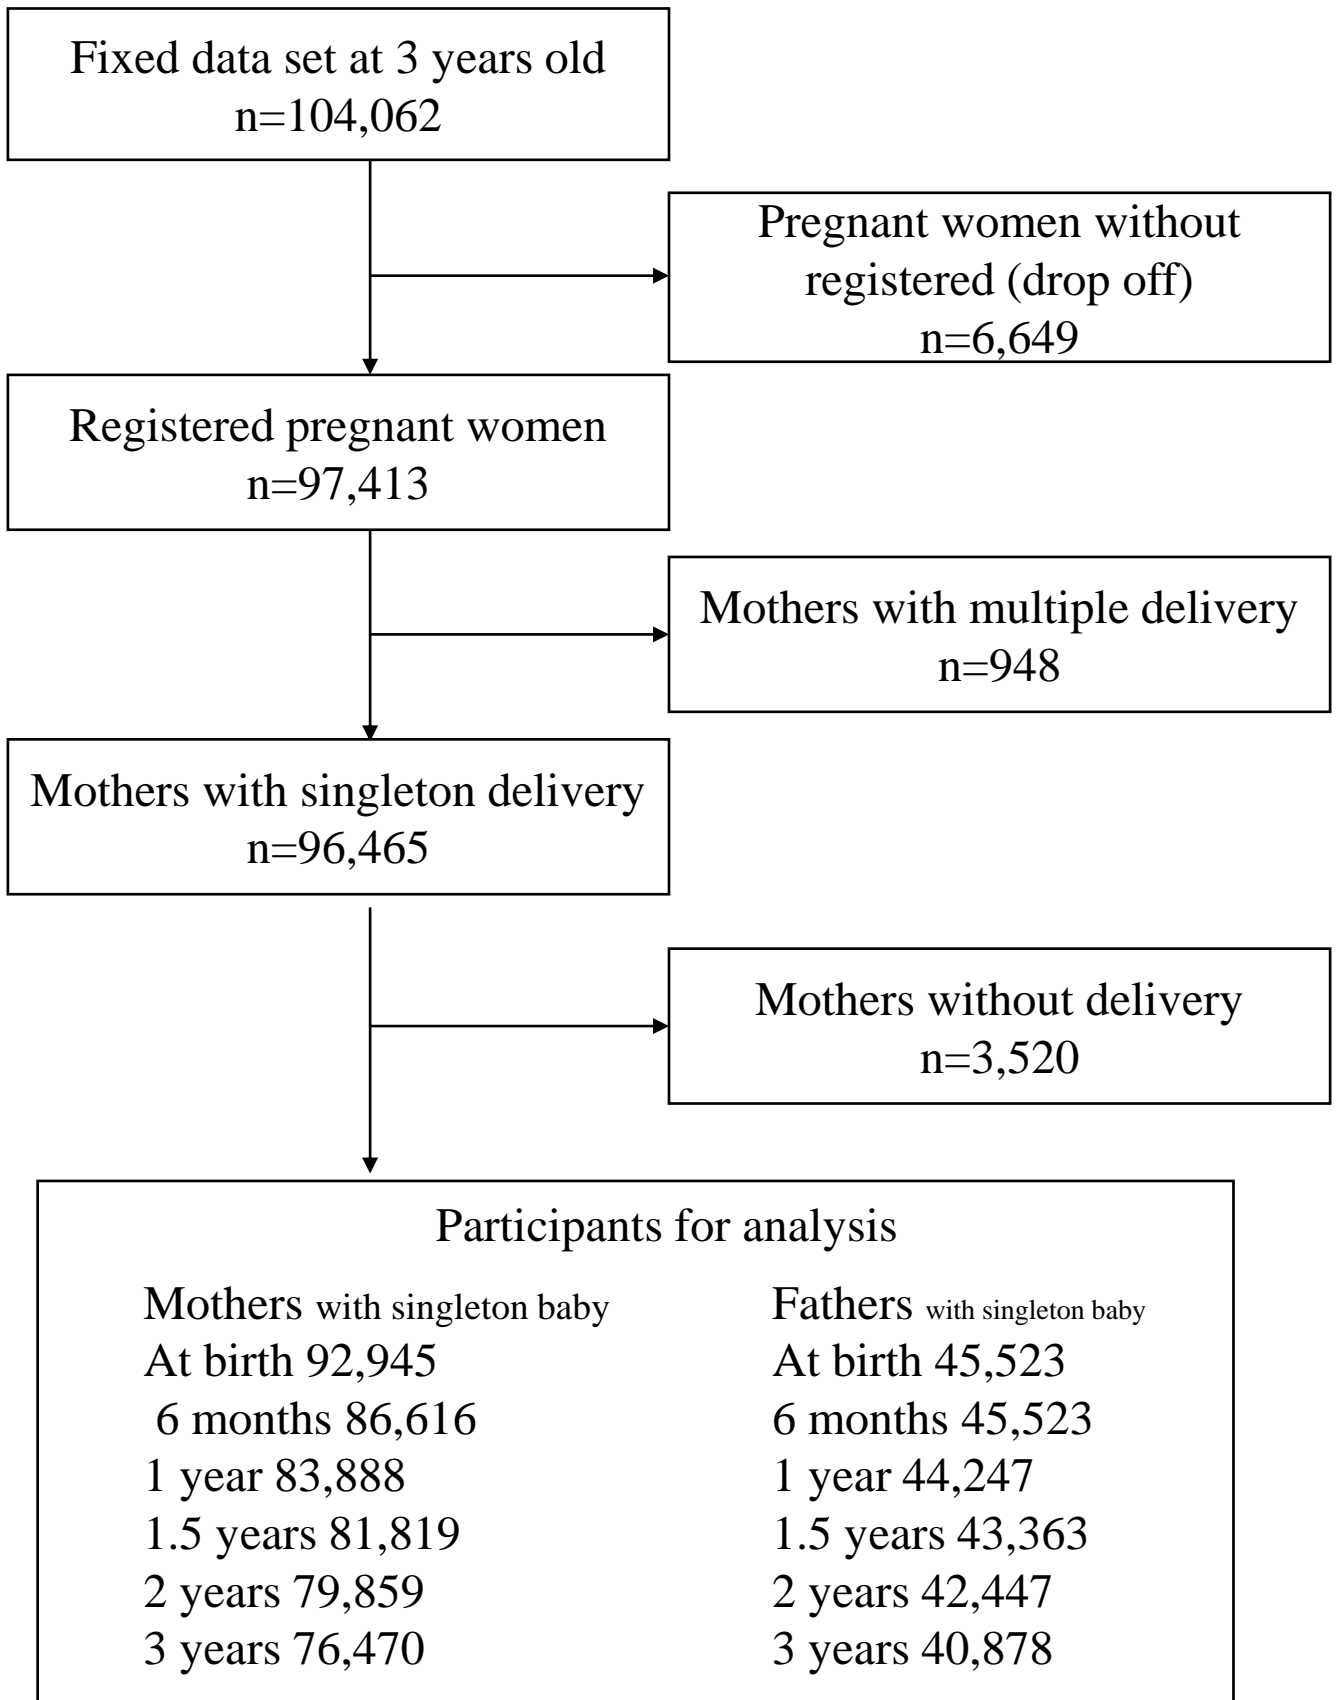 Fixed data set at 3 years old
n=104,062
Pregnant women without
registered (drop off)
n=6,649
Registered pregnant women
n=97,413
Mothers with multiple delivery
n=948
Mothers with singleton delivery
n=96,465
Mothers without delivery
n=3,520
Participants for analysis
Mothers with singleton baby
At birth 92,945
6 months 86,616
1 year 83,888
1.5 years 81,819
2 years 79,859
3 years 76,470
Fathers with singleton baby
At birth 45,523
6 months 45,523
1 year 44,247
1.5 years 43,363
2 years 42,447
3 years 40,878